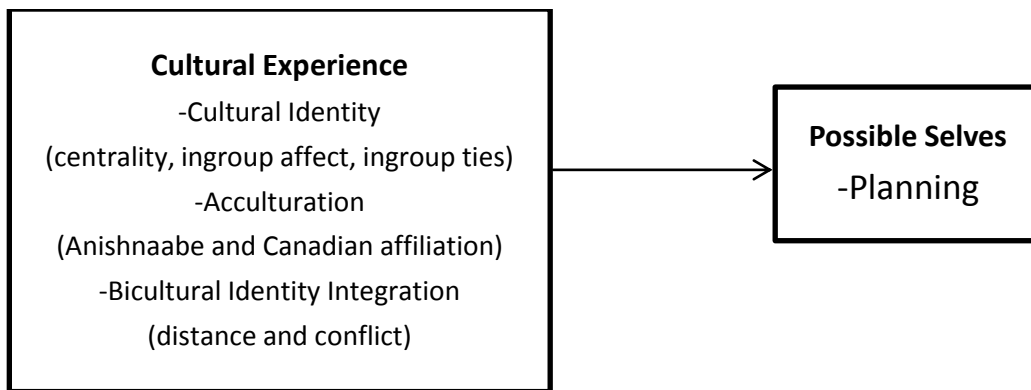 Cultural Experience
-Cultural Identity
(centrality, ingroup affect, ingroup ties)
-Acculturation
(Anishnaabe and Canadian affiliation)
-Bicultural Identity Integration
(distance and conflict)
Possible Selves
-Planning